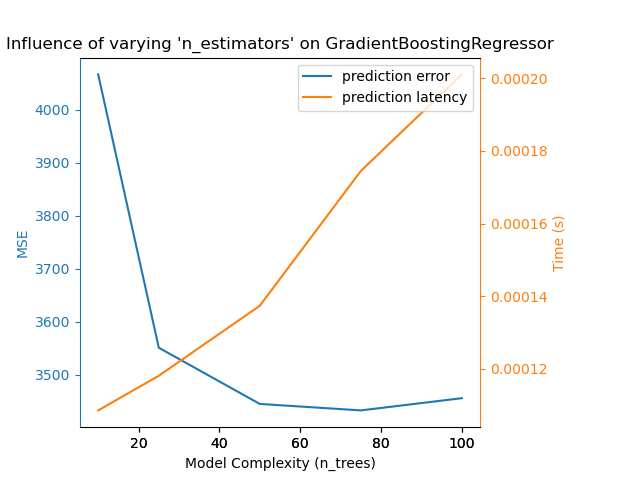 Influence of varying 'n_estimators' on GradientBoostingRegressor
prediction error
prediction latency
4000
3900
3800
3700
3600
3500
MSE
0.00020
0.00018
0.00016
0.00014
0.00012
Time (s)
20 40 60 80 100
Model Complexity (n_trees)